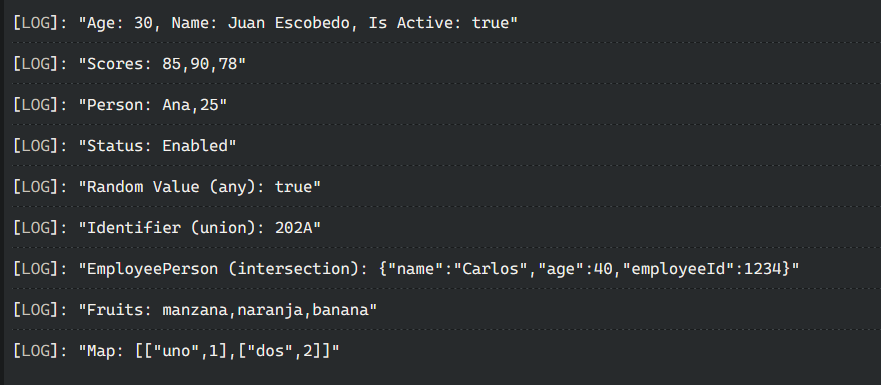 [LOG]: "Age: 30, Name: Juan Escobedo, Is Active: true"
[LOG]: "Scores: 85,90,78"
[LOG]: "Person: Ana,25"
[LOG]: "Status: Enabled"
[LOG]: "Random Value (any): true"
[LOG]: "Identifier (union): 202A"
[LOG]: "EmployeePerson (intersection): {"name":"Carlos","age":40,"employeeId":1234}"
[LOG]: "Fruits: manzana,naranja,banana"
[LOG]: "Map: [["uno",1],["dos",2]]"